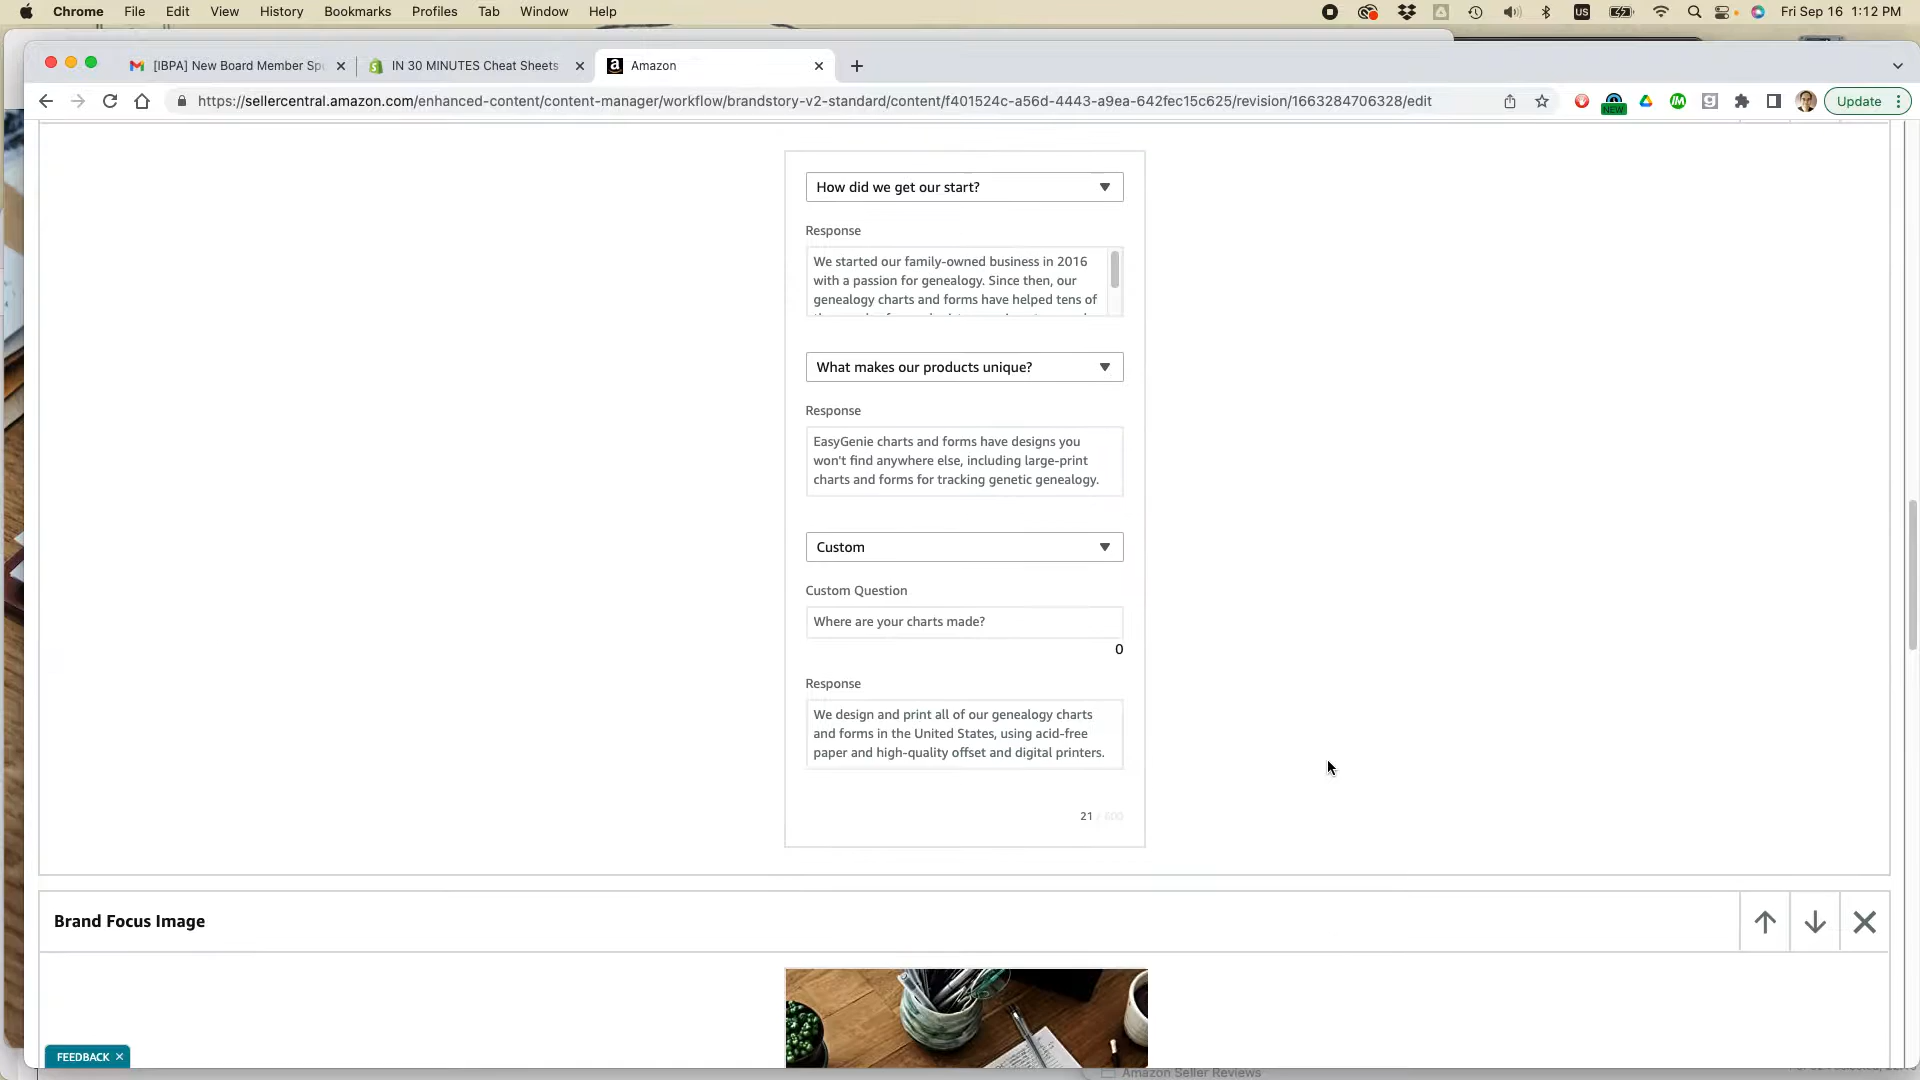 Chrome File Edit View History Bookmarks Profiles Tab Window Help
US
Fri Sep 16 1:12 PM
[IBPA] New Board Member
IN 30 MINUTES Cheat Sheets
Amazon
https://sellercentral.amazon.com/enhanced-content/content-manager/workflow/brandstory-v2-standard/content/f401524c-a56d-4443-a9ea-642fec15c625/revision/1663284706328/edit
NEW
Update
How did we get our start?
Response
We started our family-owned business in 2016
with a passion for genealogy. Since then, our
genealogy charts and forms have helped tens of
What makes our products unique?
Response
EasyGenie charts and forms have designs you
won't find anywhere else, including large-print
charts and forms for tracking genetic genealogy.
Custom
Custom Question
Where are your charts made?
0
Response
We design and print all of our genealogy charts
and forms in the United States, using acid-free
paper and high-quality offset and digital printers.
21 / 600
Brand Focus Image
FEEDBACK
Amazon Seller Reviews